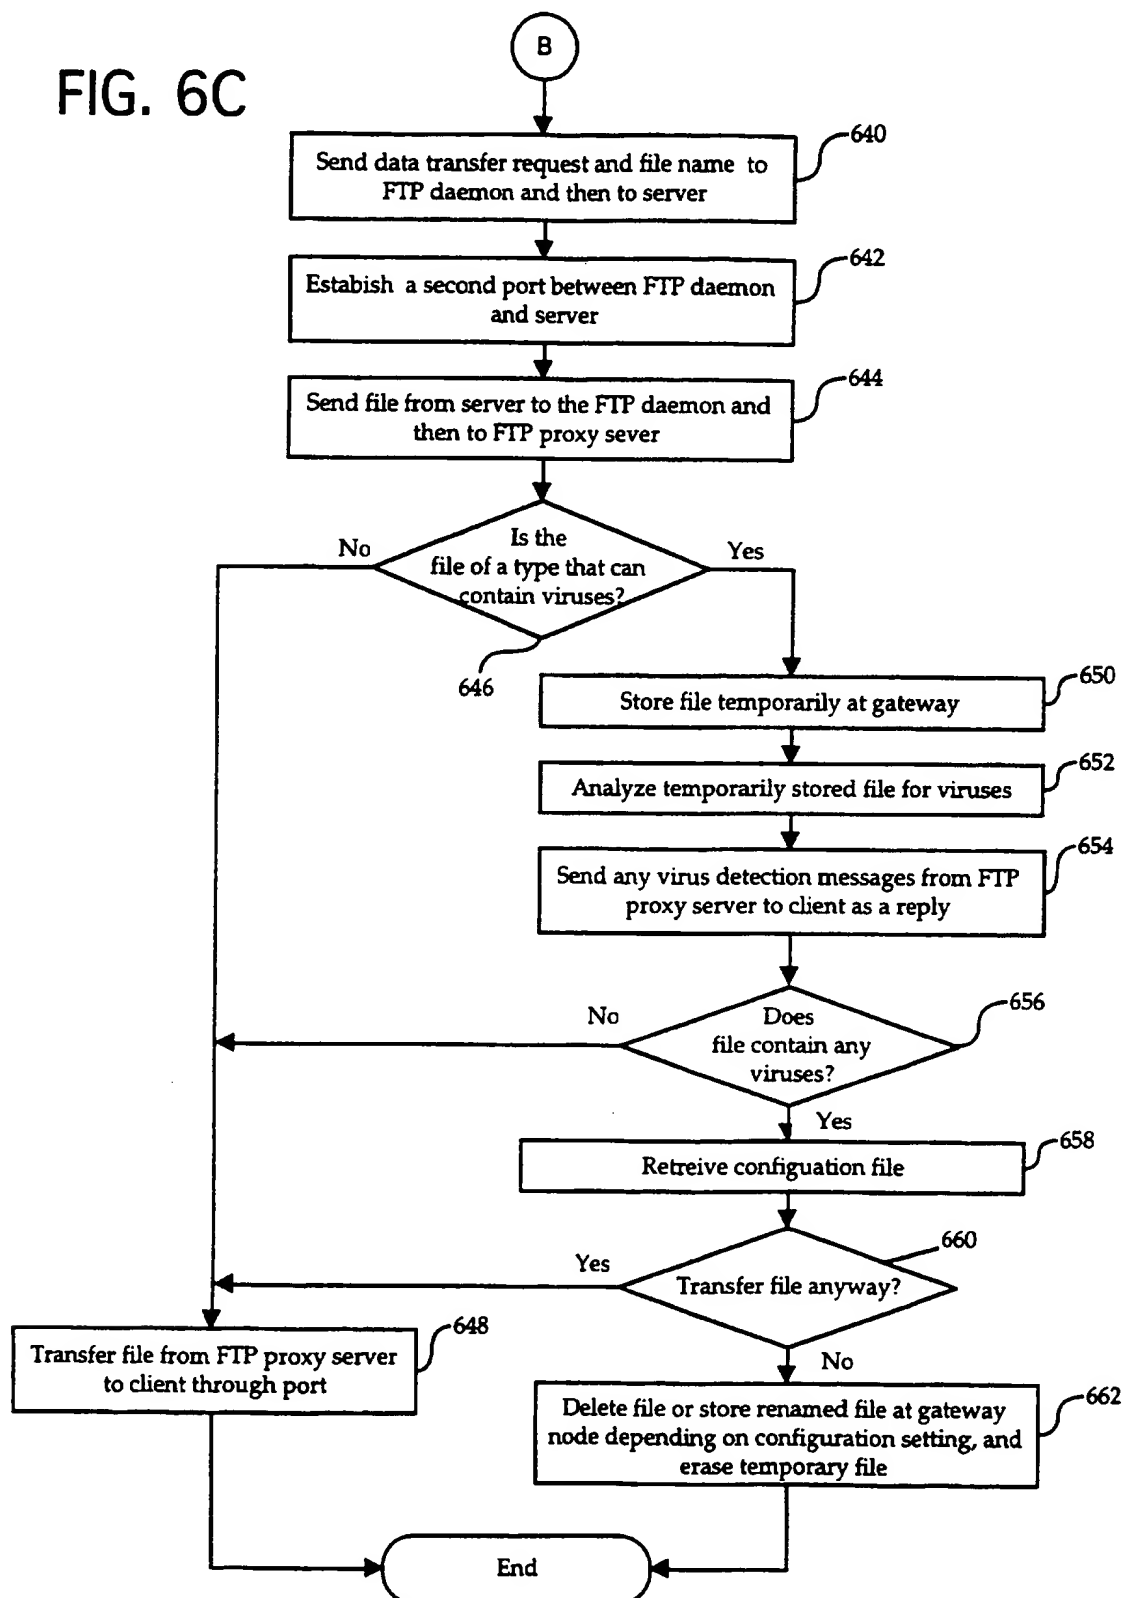 B
FIG. 6C
640
Send data transfer request and file name to
FTP daemon and then to server
642
Estabish a second port between FTP daemon
and server
644
Send file from server to the FTP daemon and
then to FTP proxy sever
Is the
file of a type that can
contain viruses?
No
Yes
646
650
Store file temporarily at gateway
652
Analyze temporarily stored file for viruses
654
Send any virus detection messages from FTP
proxy server to client as a reply
656
Does
file contain any
viruses?
No
Yes
658
Retreive configuation file
660
Transfer file anyway?
Yes
No
648
Transfer file from FTP proxy server
to client through port
662
Delete file or store renamed file at gateway
node depending on configuration setting, and
erase temporary file
End